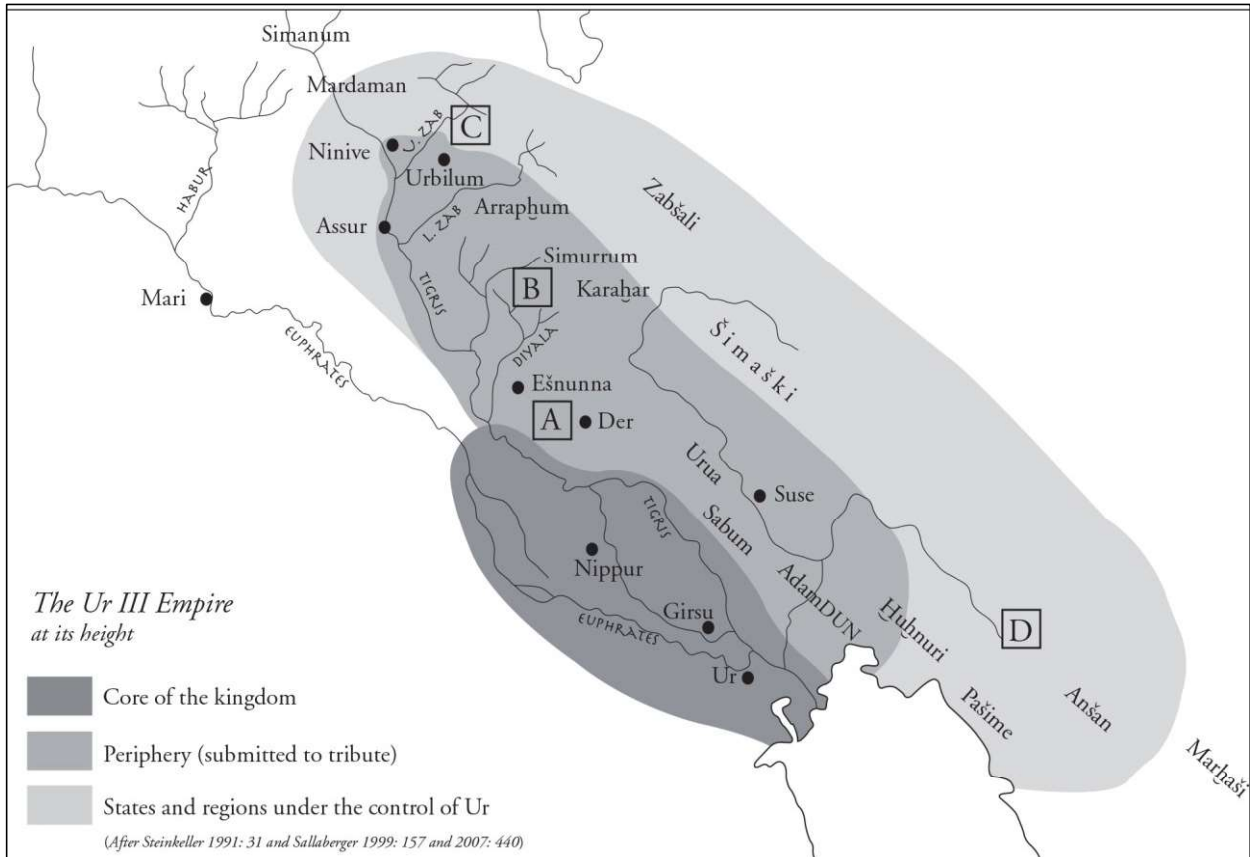 Simanum
Mardaman
C
U. ZAB
Ninive
Urbilum
HABUR
Zabšali
Arraphum
Assur
L. ZAB
Simurrum
B
Karaḫar
Mari
TIGRIS
EUPHRATES
DIYALA
Šimaški
Ešnunna
A
Der
Urua
Suse
TIGRIS
Sabum
Nippur
AdamDUN
Girsu
Ḫuḫnuri
D
EUPHRATES
Ur
Anšan
Pašime
Marḫaši
The Ur III Empire
at its height
Core of the kingdom
Periphery (submitted to tribute)
States and regions under the control of Ur
(After Steinkeller 1991: 31 and Sallaberger 1999: 157 and 2007: 440)